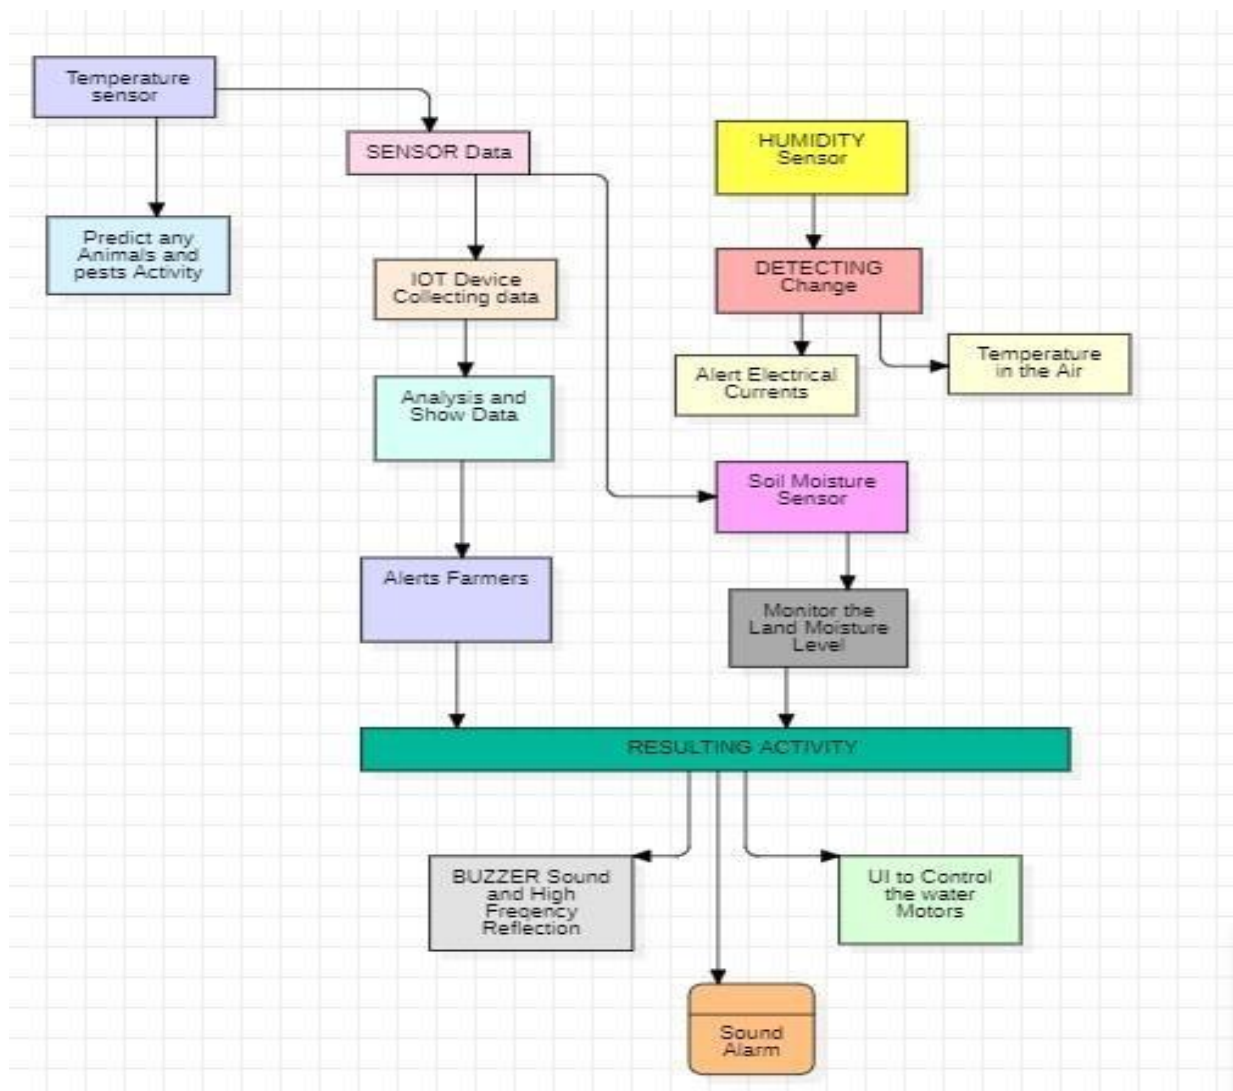 Temperature
sensor
SENSOR Data
HUMIDITY
Sensor
Predict any
Animals and
pests Activity
IOT Device
Collecting data
DETECTING
Change
Alert Electrical
Currents
Temperature
in the Air
Analysis and
Show Data
Soil Moisture
Sensor
Alerts Farmers
Monitor the
Land Moisture
Level
RESULTING ACTIVITY
BUZZER Sound
and High
Freqency
Reflection
UI to Control
the water
Motors
Sound
Alarm